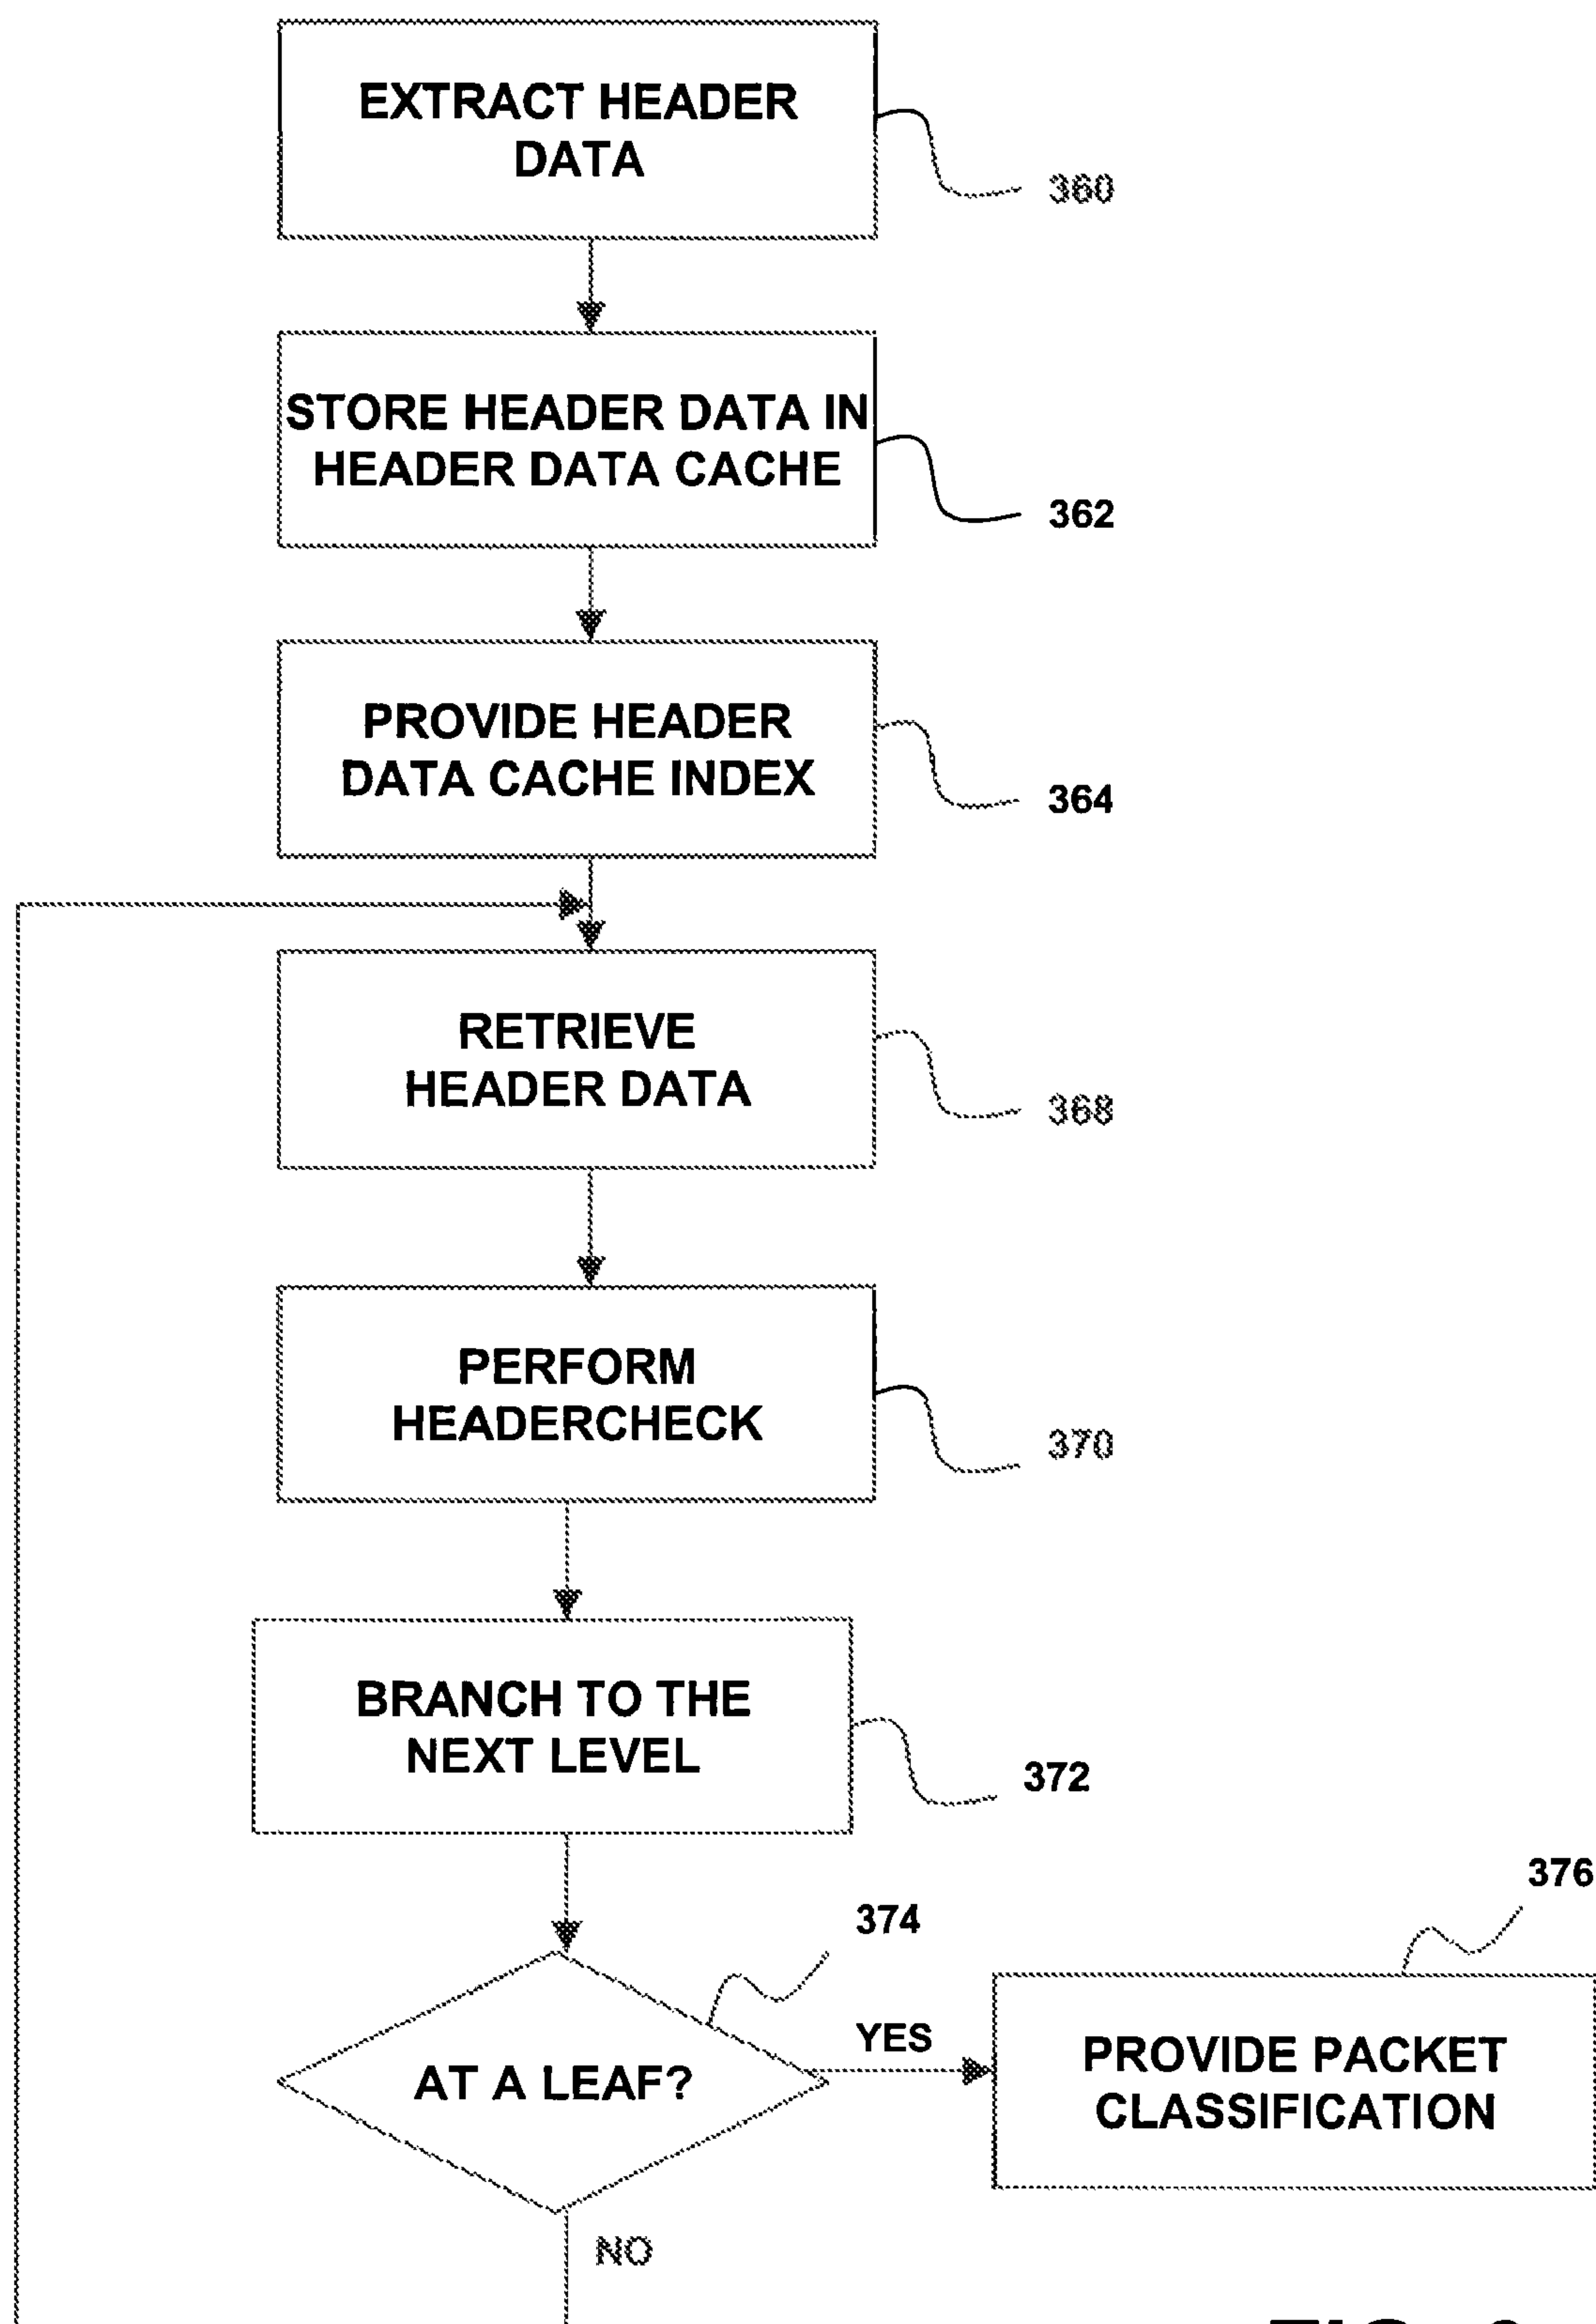 EXTRACT HEADER
DATA
360
STORE HEADER DATA IN
HEADER DATA CACHE
362
PROVIDE HEADER
DATA CACHE INDEX
364
RETRIEVE
HEADER DATA
368
PERFORM
HEADERCHECK
370
BRANCH TO THE
NEXT LEVEL
372
376
374
YES
AT A LEAF?
PROVIDE PACKET
CLASSIFICATION
NO